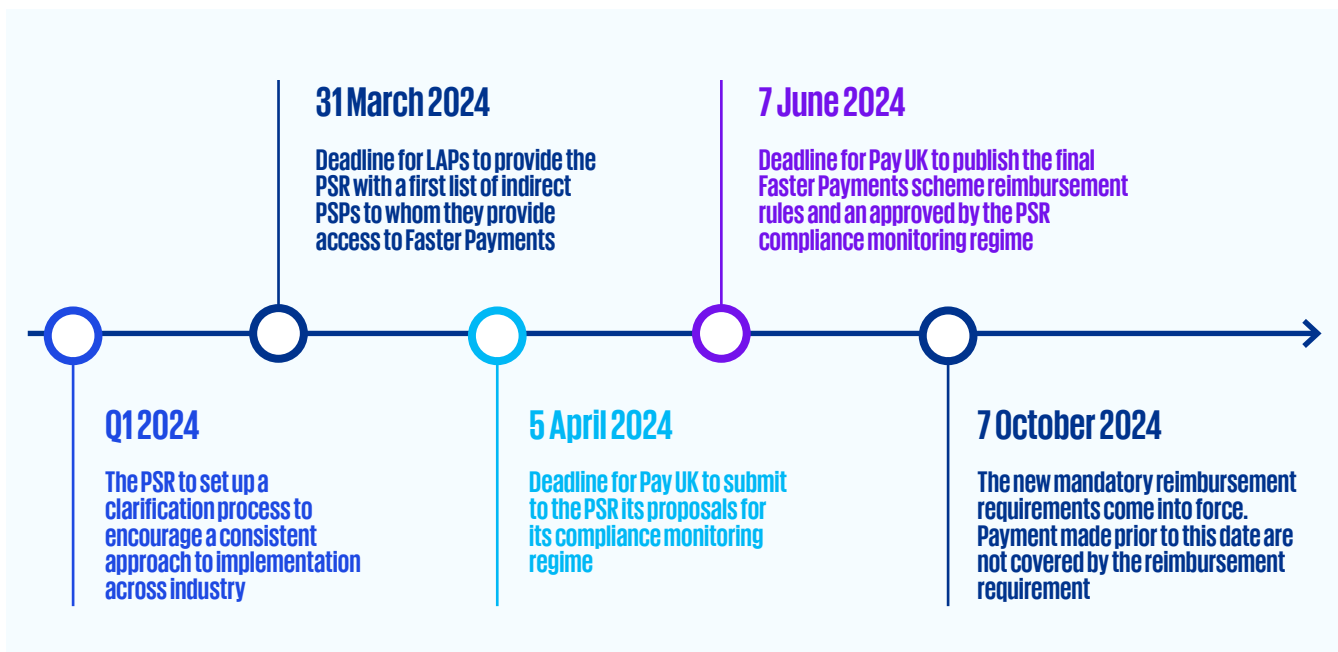 31 March 2024
Deadline for LAPs to provide the
PSR with a first list of indirect
PSPs to whom they provide
access to Faster Payments
7 June 2024
Deadline for Pay UK to publish the final
Faster Payments scheme reimbursement
rules and an approved by the PSR
compliance monitoring regime
Q1 2024
The PSR to set up a
clarification process to
encourage a consistent
approach to implementation
across industry
5 April 2024
Deadline for Pay UK to submit
to the PSR its proposals for
its compliance monitoring
regime
7 October 2024
The new mandatory reimbursement
requirements come into force.
Payment made prior to this date are
not covered by the reimbursement
requirement